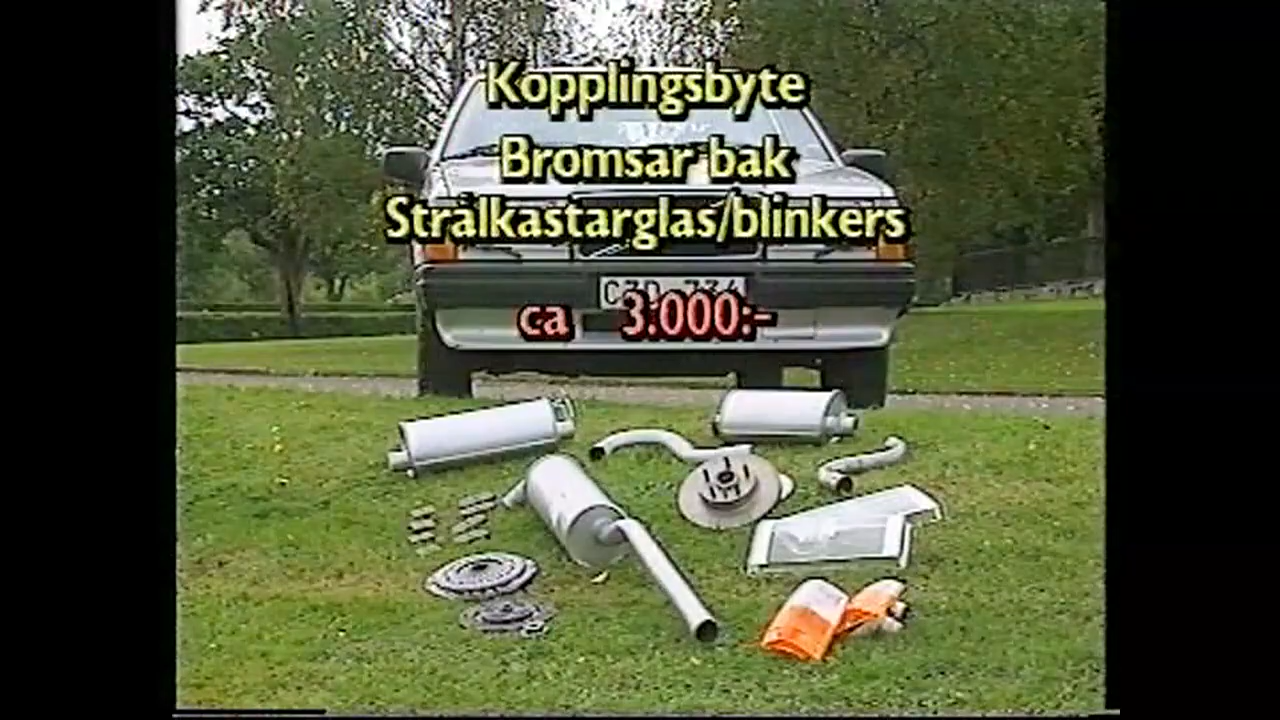 Kopplingsbyte
Bromsar bak
Strålkastarglas/blinkers
ca 3.000:-